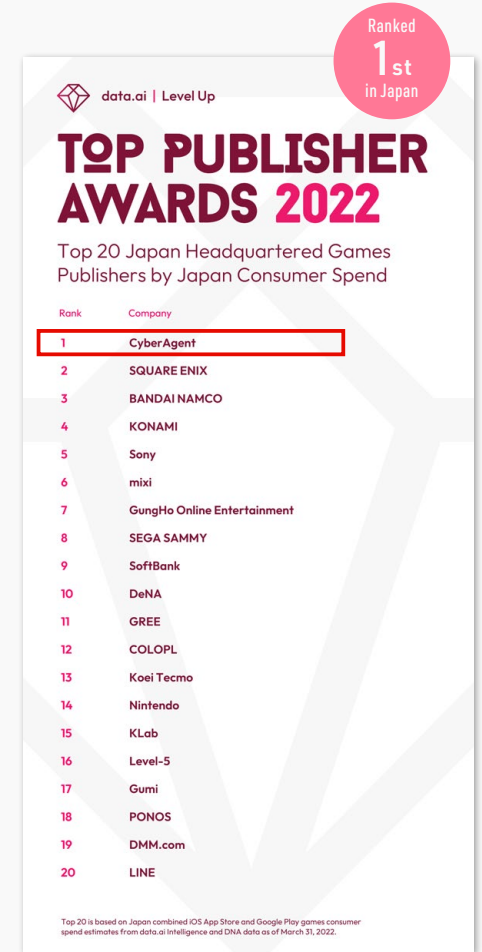 Ranked
1st
in Japan
data.ai | Level Up
TOP PUBLISHER
AWARDS 2022
Top 20 Japan Headquartered Games
Publishers by Japan Consumer Spend
Rank Company
1 CyberAgent
2 SQUARE ENIX
3 BANDAI NAMCO
4 KONAMI
5 Sony
6 mixi
7 GungHo Online Entertainment
8 SEGA SAMMY
9 SoftBank
10 DeNA
11 GREE
12 COLOPL
13 Koei Tecmo
14 Nintendo
15 KLab
16 Level-5
17 Gumi
18 PONOS
19 DMM.com
20 LINE
Top 20 is based on Japan combined iOS App Store and Google Play games consumer
spend estimates from data.ai Intelligence and DNA data as of March 31, 2022.